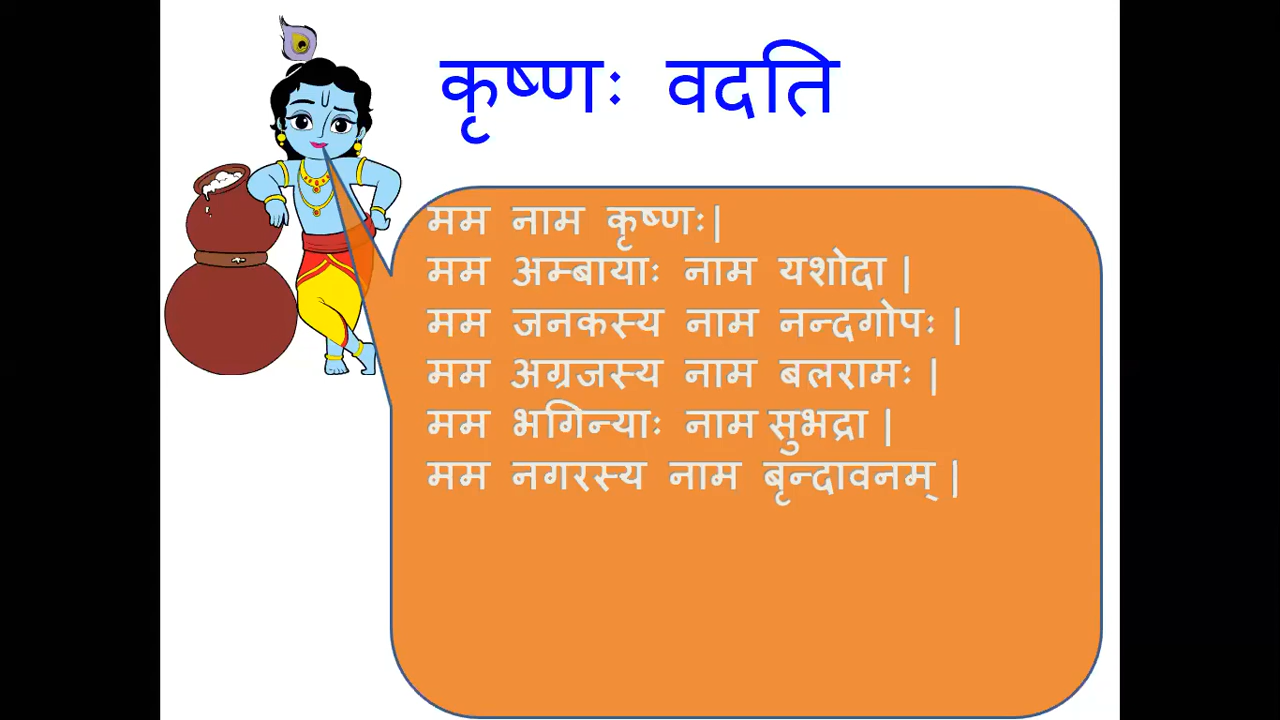 कृष्णः वदति
मम नाम कृष्णः|
मम अम्बायाः नाम यशोदा |
मम जनकस्य नाम नन्दगोपः |
मम अग्रजस्य नाम बलरामः |
मम भगिन्याः नाम सुभद्रा |
मम नगरस्य नाम बृन्दावनम् |